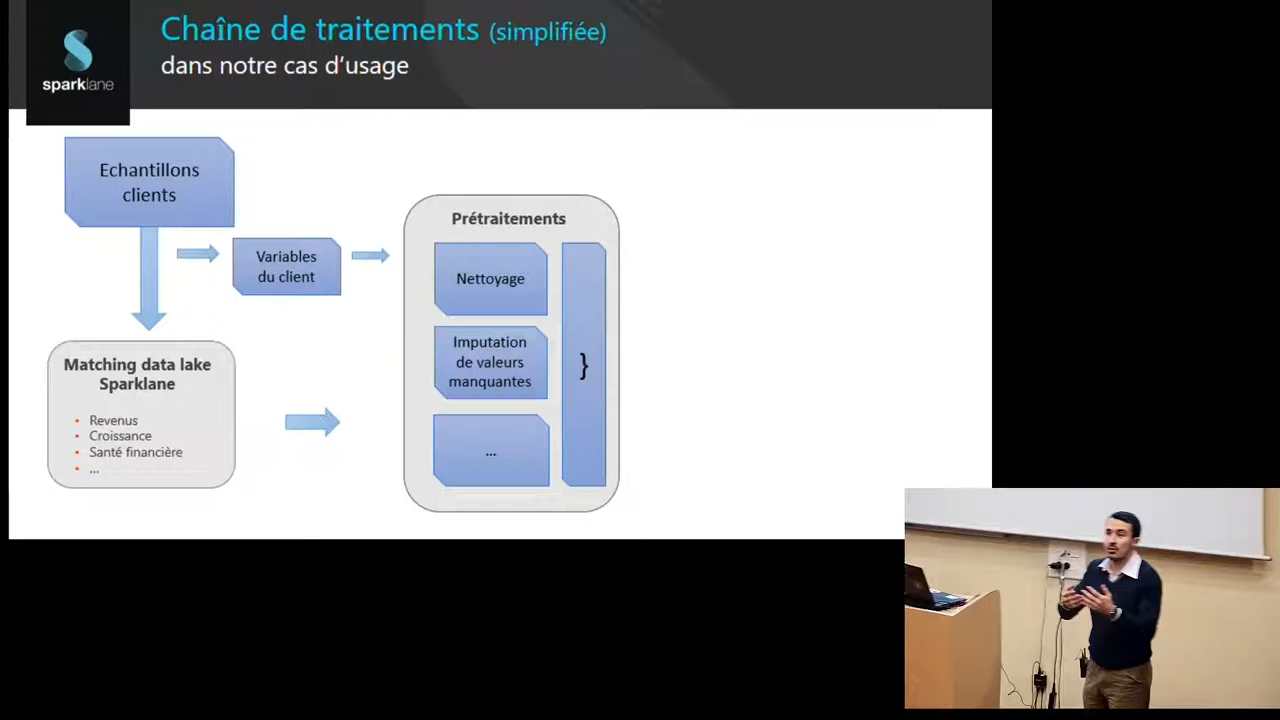 sparklane
Chaîne de traitements (simplifiée)
dans notre cas d'usage
Echantillons
clients
Variables
du client
Matching data lake
Sparklane
• Revenus
• Croissance
• Santé financière
• ...
Prétraitements
Nettoyage
Imputation
de valeurs
manquantes
...
}